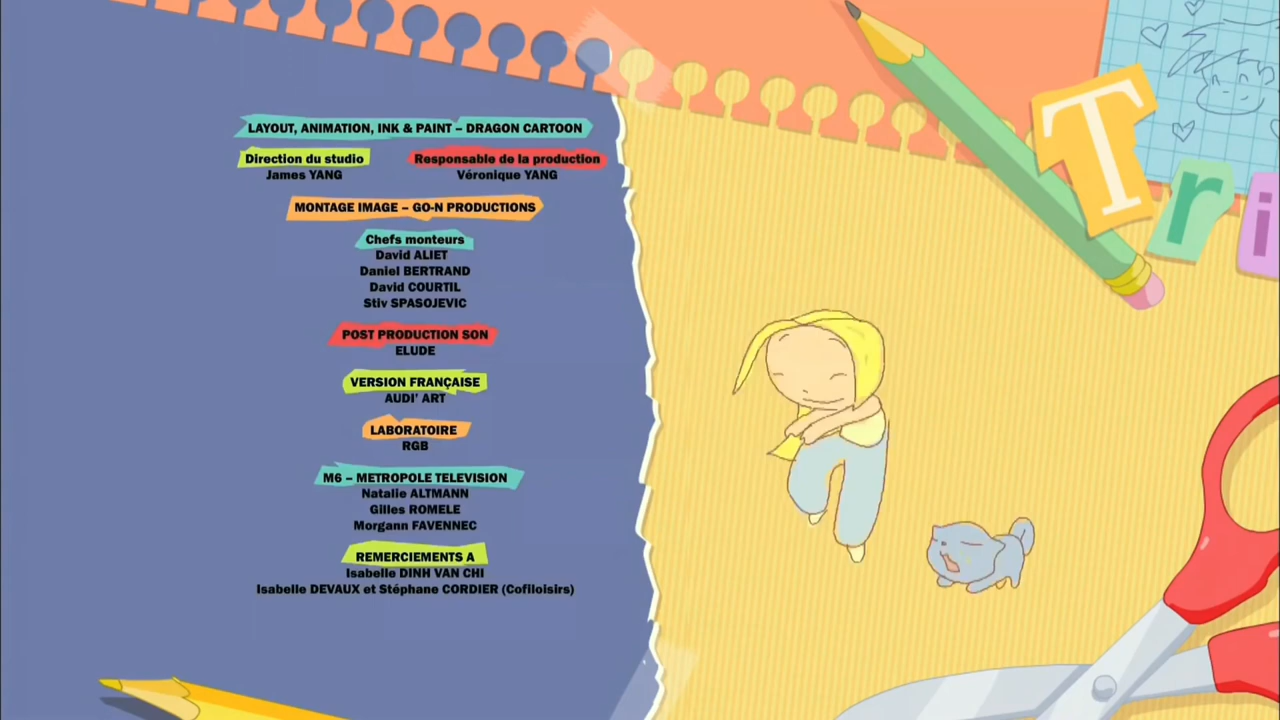 LAYOUT, ANIMATION, INK & PAINT – DRAGON CARTOON
Direction du studio
James YANG
Responsable de la production
Véronique YANG
MONTAGE IMAGE – GO-N PRODUCTIONS
Chefs monteurs
David ALIET
Daniel BERTRAND
David COURTIL
Stiv SPASOJEVIC
POST PRODUCTION SON
ELUDE
VERSION FRANÇAISE
AUDI' ART
LABORATOIRE
RGB
M6 – METROPOLE TELEVISION
Natalie ALTMANN
Gilles ROMELE
Morgann FAVENNEC
REMERCIEMENTS A
Isabelle DINH VAN CHI
Isabelle DEVAUX et Stéphane CORDIER (Cofiloisirs)
Tri